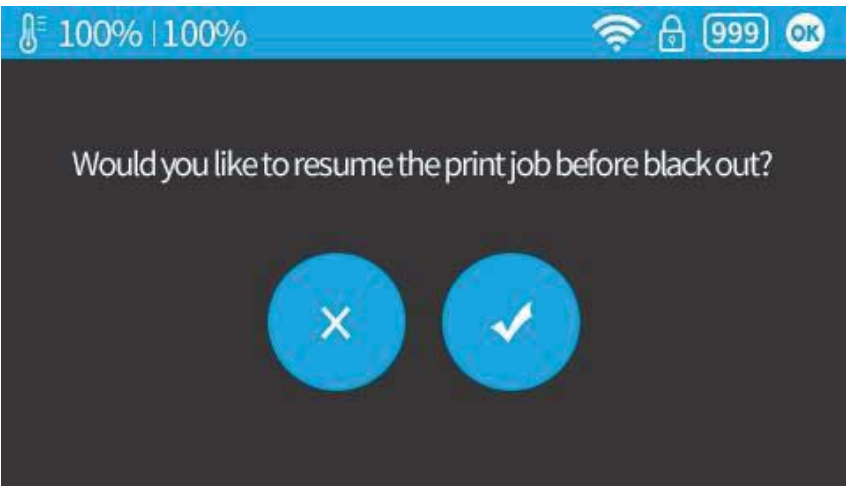 100% | 100% 999 OK
Would you like to resume the print job before black out?